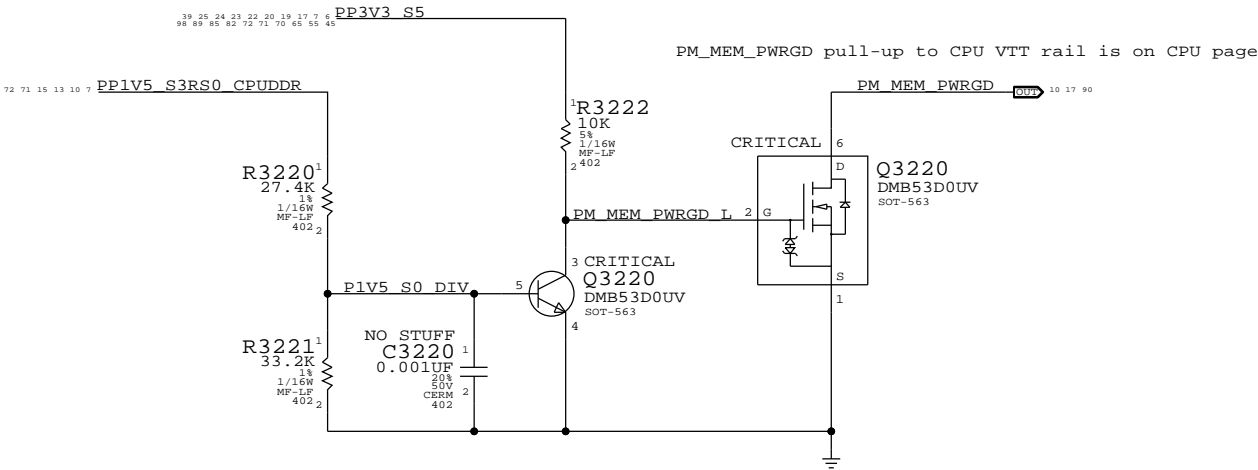 39 25 24 23 22 20 19 17 7 6
98 89 85 82 72 71 70 65 55 45
PP3V3_S5
PM_MEM_PWRGD pull-up to CPU VTT rail is on CPU page
72 71 15 13 10 7
PP1V5_S3RS0_CPUDDR
PM_MEM_PWRGD
OUT
10 17 90
1
R3222
10K
5%
1/16W
MF-LF
402
2
CRITICAL
6
D
Q3220
DMB53D0UV
SOT-563
R3220
1
27.4K
1%
1/16W
MF-LF
402
2
PM_MEM_PWRGD_L
2
G
S
1
3
CRITICAL
Q3220
DMB53D0UV
SOT-563
P1V5_S0_DIV
5
4
R3221
1
33.2K
1%
1/16W
MF-LF
402
2
NO STUFF
C3220
1
0.001UF
20%
50V
CERM
402
2